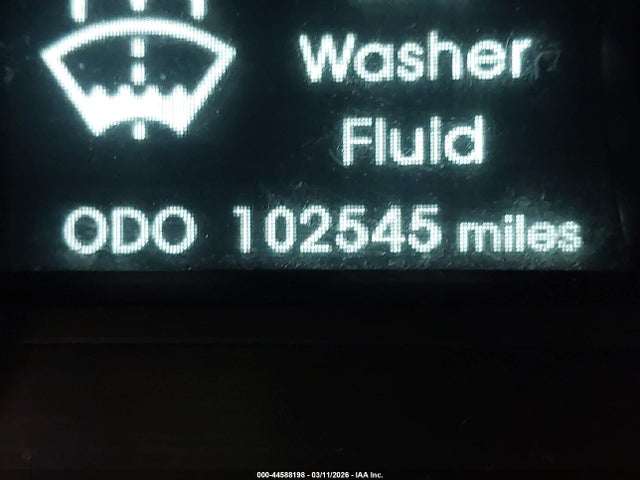 Washer
Fluid
ODO 102545 miles
000-44588198 - 03/11/2026 - IAA Inc.